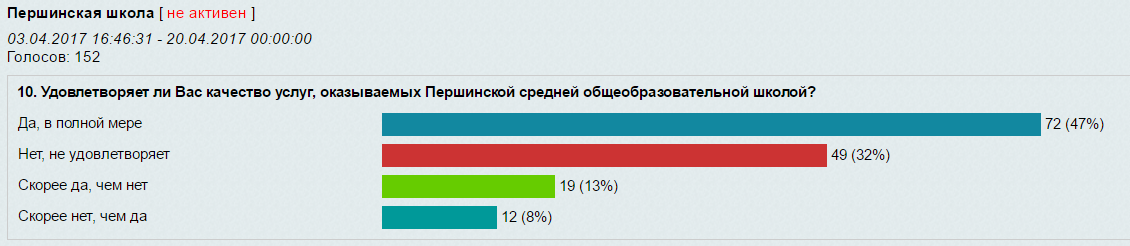 Першинская школа [ не активен ]
03.04.2017 16:46:31 - 20.04.2017 00:00:00
Голосов: 152
10. Удовлетворяет ли Вас качество услуг, оказываемых Першинской средней общеобразовательной школой?
Да, в полной мере 72 (47%)
Нет, не удовлетворяет 49 (32%)
Скорее да, чем нет 19 (13%)
Скорее нет, чем да 12 (8%)